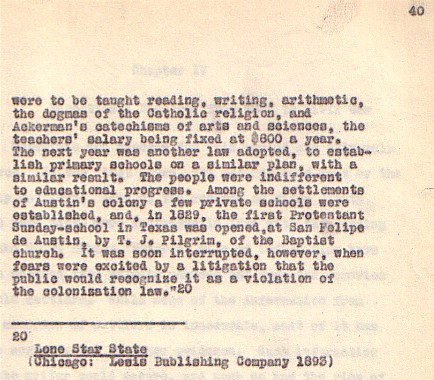 40
were to be taught reading, writing, arithmetic,
the dogmas of the Catholic religion, and
Ackerman's catechisms of arts and sciences, the
teachers' salary being fixed at $600 a year.
The next year was another law adopted, to estab-
lish primary schools on a similar plan, with a
similar result. The people were indifferent
to educational progress. Among the settlements
of Austin's colony a few private schools were
established, and, in 1829, the first Protestant
Sunday-school in Texas was opened,at San Felipe
de Austin, by T. J. Pilgrim, of the Baptist
church. It was soon interrupted, however, when
fears were excited by a litigation that the
public would recognize it as a violation of
the colonization law."20
20
Lone Star State
(Chicago: Lewis Publishing Company 1893)